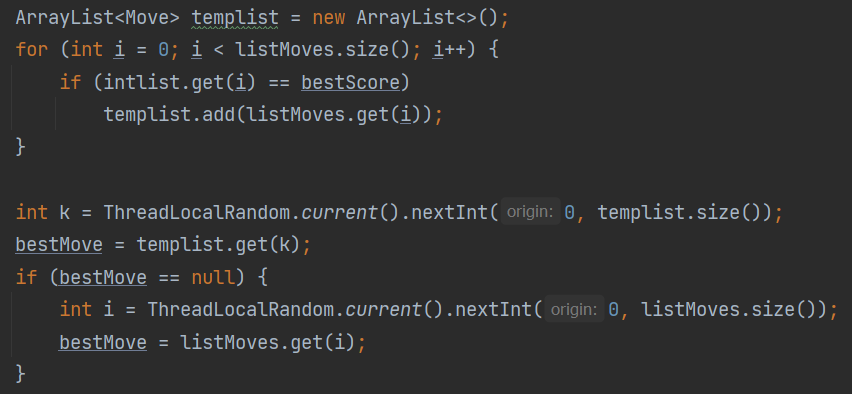 ArrayList<Move> templist = new ArrayList<>();
for (int i = 0; i < listMoves.size(); i++) {
    if (intlist.get(i) == bestScore)
        templist.add(listMoves.get(i));
}

int k = ThreadLocalRandom.current().nextInt( origin: 0, templist.size());
bestMove = templist.get(k);
if (bestMove == null) {
    int i = ThreadLocalRandom.current().nextInt( origin: 0, listMoves.size());
    bestMove = listMoves.get(i);
}